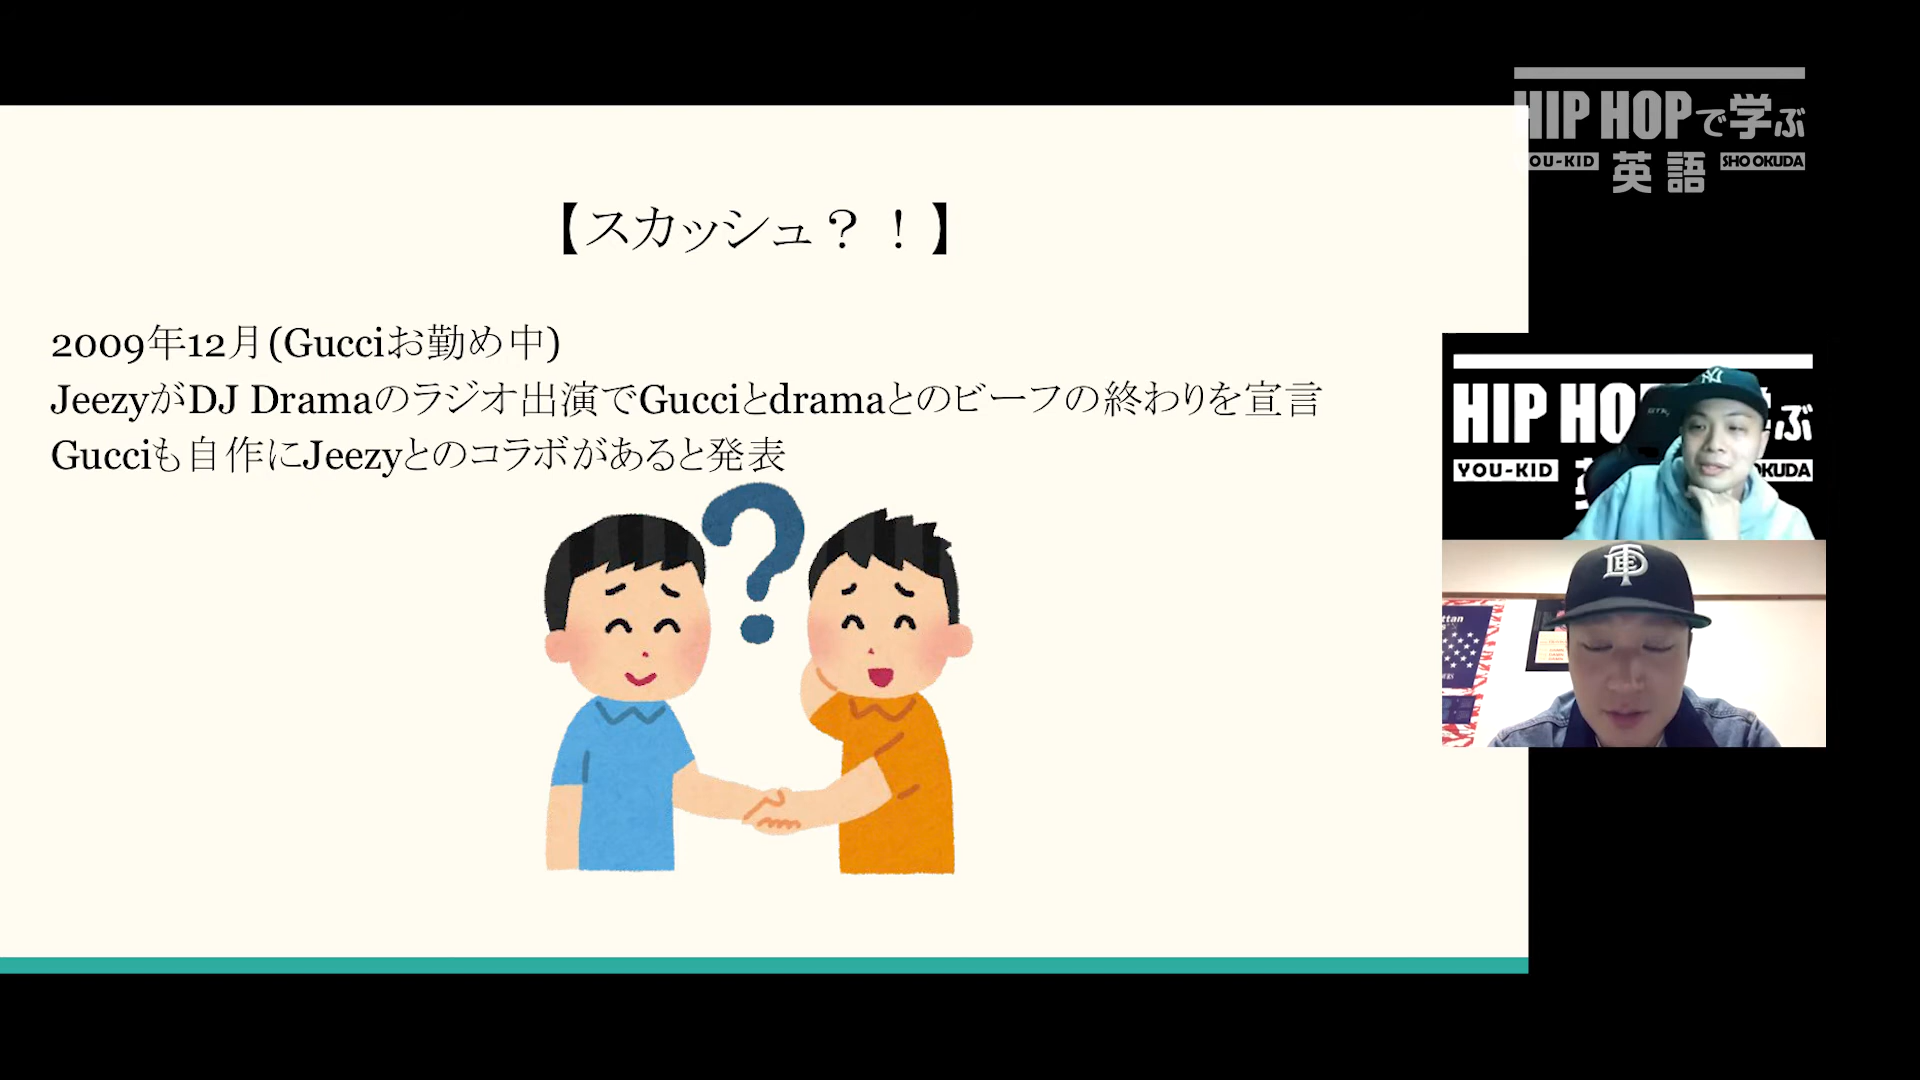 HIP HOPで学ぶ
OU-KID 英語 SHO OKUDA
【スカッシュ？！】
2009年12月(Gucciお勤め中)
JeezyがDJ Dramaのラジオ出演でGucciとdramaとのビーフの終わりを宣言
Gucciも自作にJeezyとのコラボがあると発表
?
HIP HO ぶ
YOU-KID OKUDA